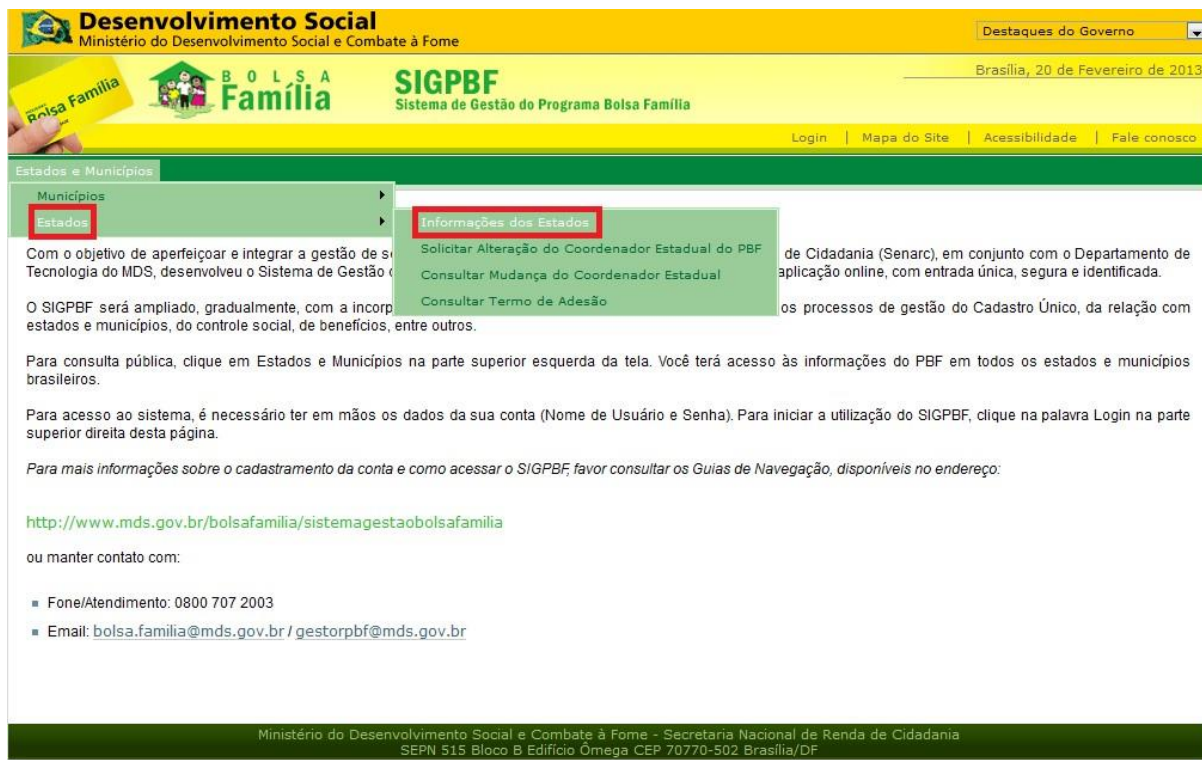 Desenvolvimento Social
Ministério do Desenvolvimento Social e Combate à Fome
Destaques do Governo
Bolsa Família
BOLSA
Família
SIGPBF
Sistema de Gestão do Programa Bolsa Família
Brasília, 20 de Fevereiro de 2013
Login | Mapa do Site | Acessibilidade | Fale conosco
Estados e Municípios
Municípios
Estados
Informações dos Estados
Solicitar Alteração do Coordenador Estadual do PBF
Consultar Mudança do Coordenador Estadual
Consultar Termo de Adesão
Com o objetivo de aperfeiçoar e integrar a gestão de de Cidadania (Senarc), em conjunto com o Departamento de
Tecnologia do MDS, desenvolveu o Sistema de Gestão aplicação online, com entrada única, segura e identificada.
O SIGPBF será ampliado, gradualmente, com a os processos de gestão do Cadastro Único, da relação com
estados e municípios, do controle social, de benefícios, entre outros.
Para consulta pública, clique em Estados e Municípios na parte superior esquerda da tela. Você terá acesso às informações do PBF em todos os estados e municípios
brasileiros.
Para acesso ao sistema, é necessário ter em mãos os dados da sua conta (Nome de Usuário e Senha). Para iniciar a utilização do SIGPBF, clique na palavra Login na parte
superior direita desta página.
Para mais informações sobre o cadastramento da conta e como acessar o SIGPBF, favor consultar os Guias de Navegação, disponíveis no endereço:
http://www.mds.gov.br/bolsafamilia/sistemagestaobolsafamilia
ou manter contato com:
Fone/Atendimento: 0800 707 2003
Email: bolsa.familia@mds.gov.br / gestorpbf@mds.gov.br
Ministério do Desenvolvimento Social e Combate à Fome - Secretaria Nacional de Renda de Cidadania
SEPN 515 Bloco B Edifício Ômega CEP 70770-502 Brasília/DF